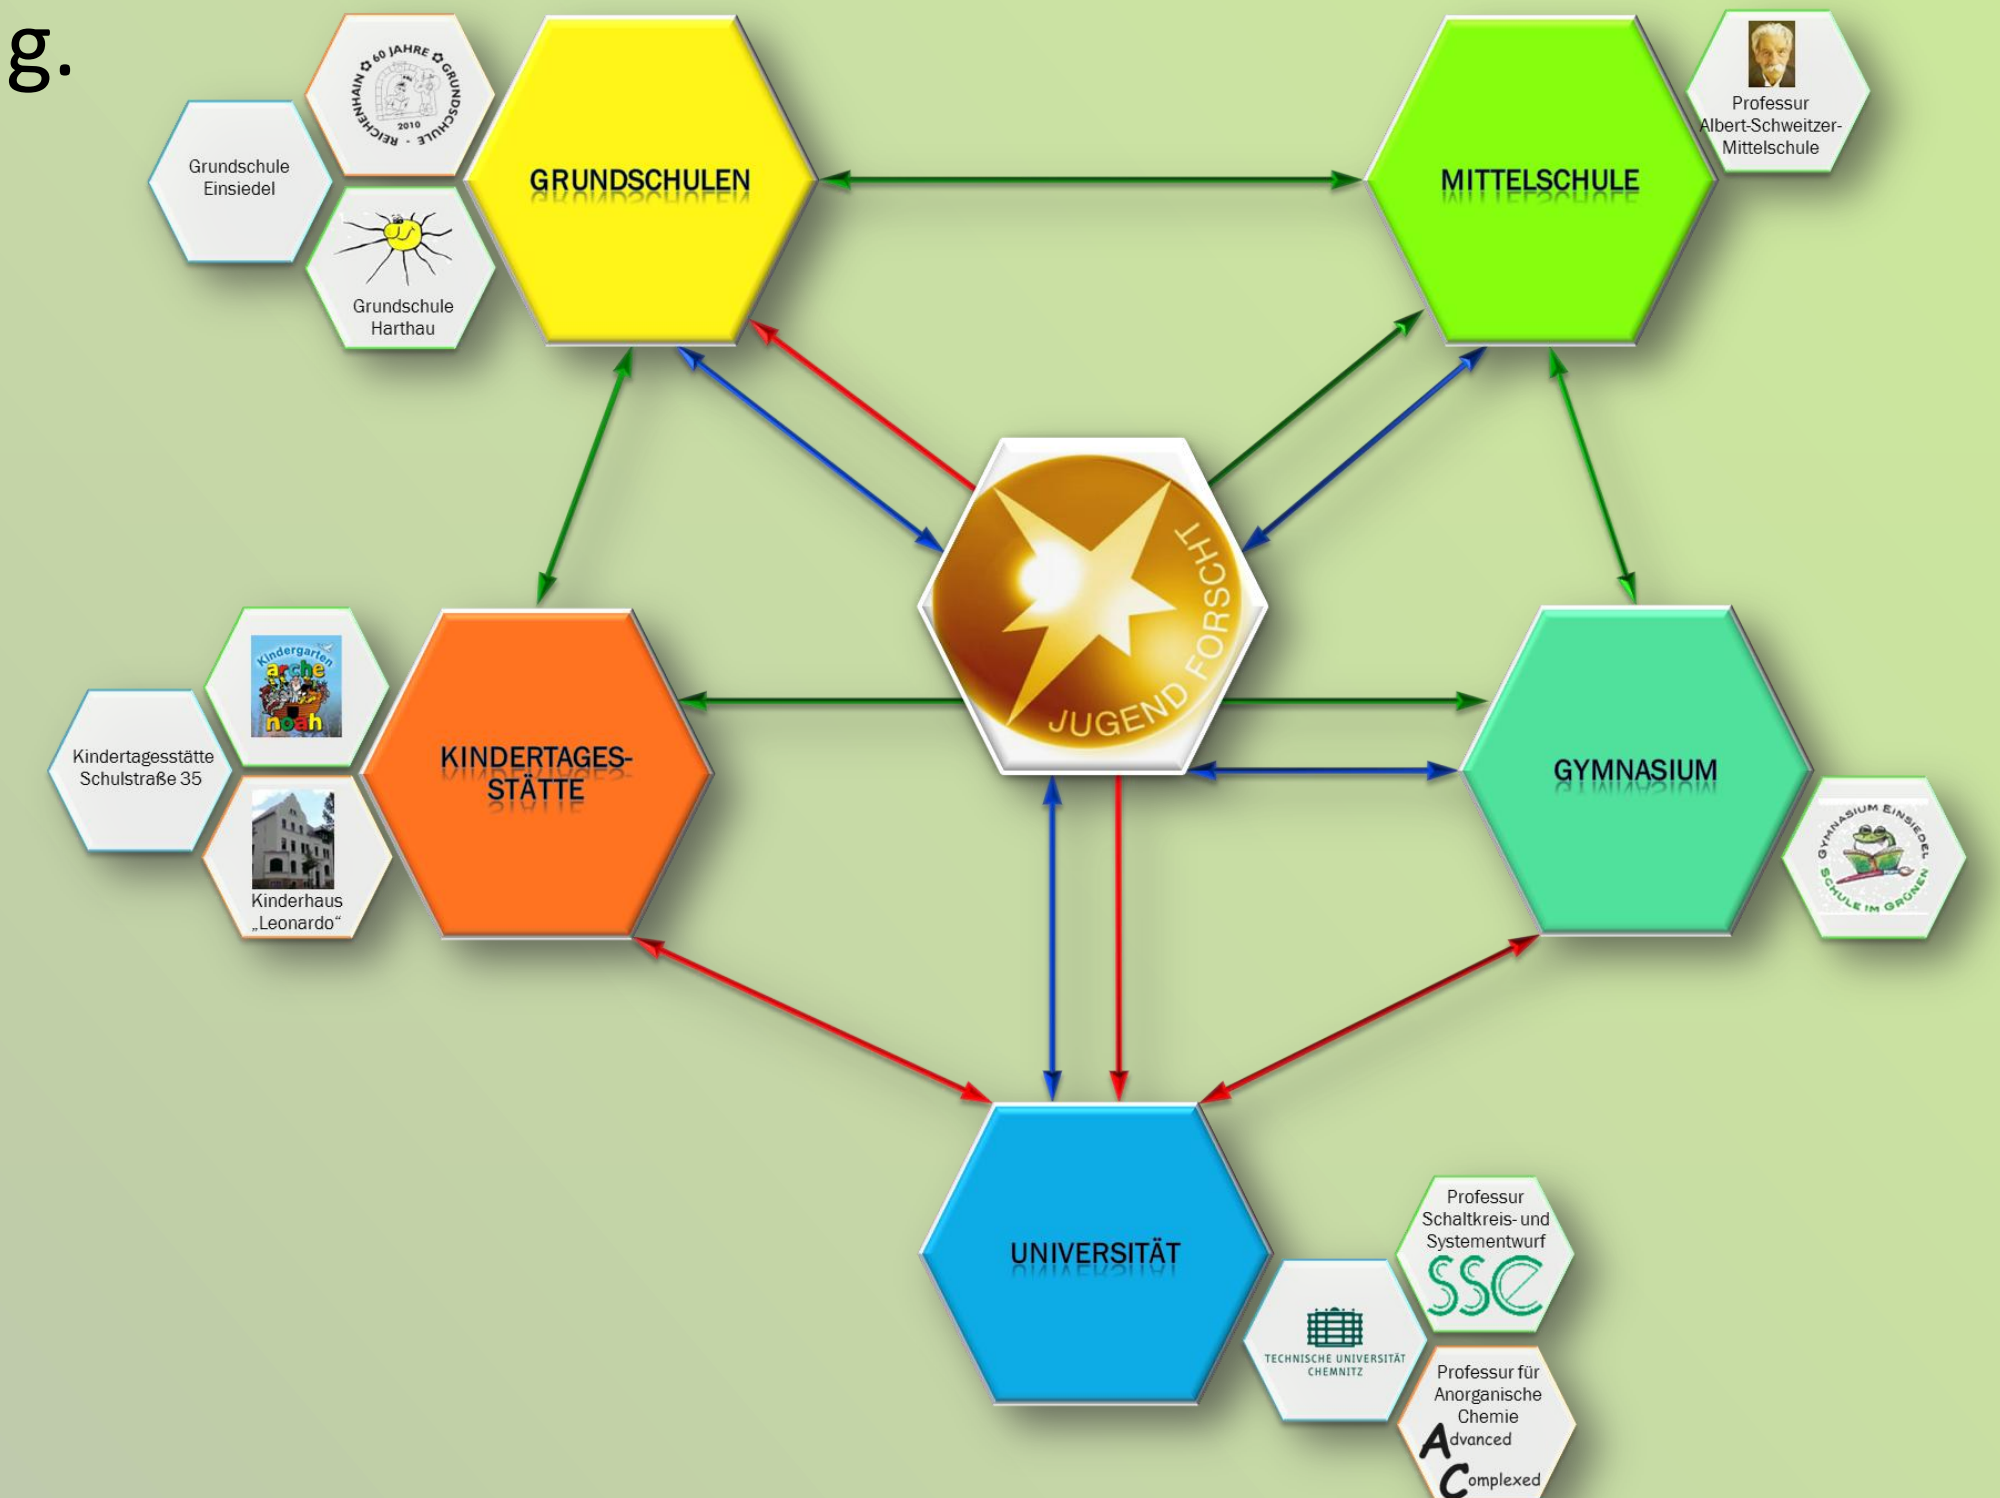 g.
60 JAHRE GRUNDSCHULE - REICHENHAIN
2010
Grundschule
Einsiedel
Grundschule
Harthau
GRUNDSCHULEN
MITTELSCHULE
Professur
Albert-Schweitzer-
Mittelschule
JUGEND FORSCHT
Kindergarten
arche
noah
Kindertagesstätte
Schulstraße 35
Kinderhaus
„Leonardo“
KINDERTAGES-
STÄTTE
GYMNASIUM
GYMNASIUM EINSIEDEL
SCHULE IM GRÜNEN
UNIVERSITÄT
TECHNISCHE UNIVERSITÄT
CHEMNITZ
Professur
Schaltkreis- und
Systementwurf
SSE
Professur für
Anorganische
Chemie
Advanced
Complexed